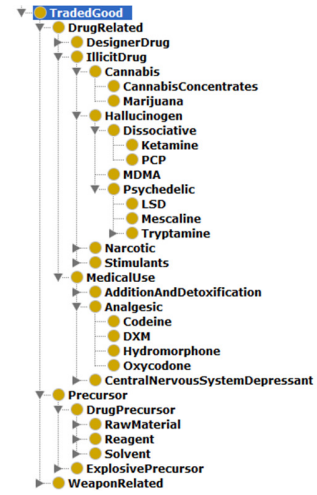 TradedGood
DrugRelated
DesignerDrug
IllicitDrug
Cannabis
CannabisConcentrates
Marijuana
Hallucinogen
Dissociative
Ketamine
PCP
MDMA
Psychedelic
LSD
Mescaline
Tryptamine
Narcotic
Stimulants
MedicalUse
AdditionAndDetoxification
Analgesic
Codeine
DXM
Hydromorphone
Oxycodone
CentralNervousSystemDepressant
Precursor
DrugPrecursor
RawMaterial
Reagent
Solvent
ExplosivePrecursor
WeaponRelated